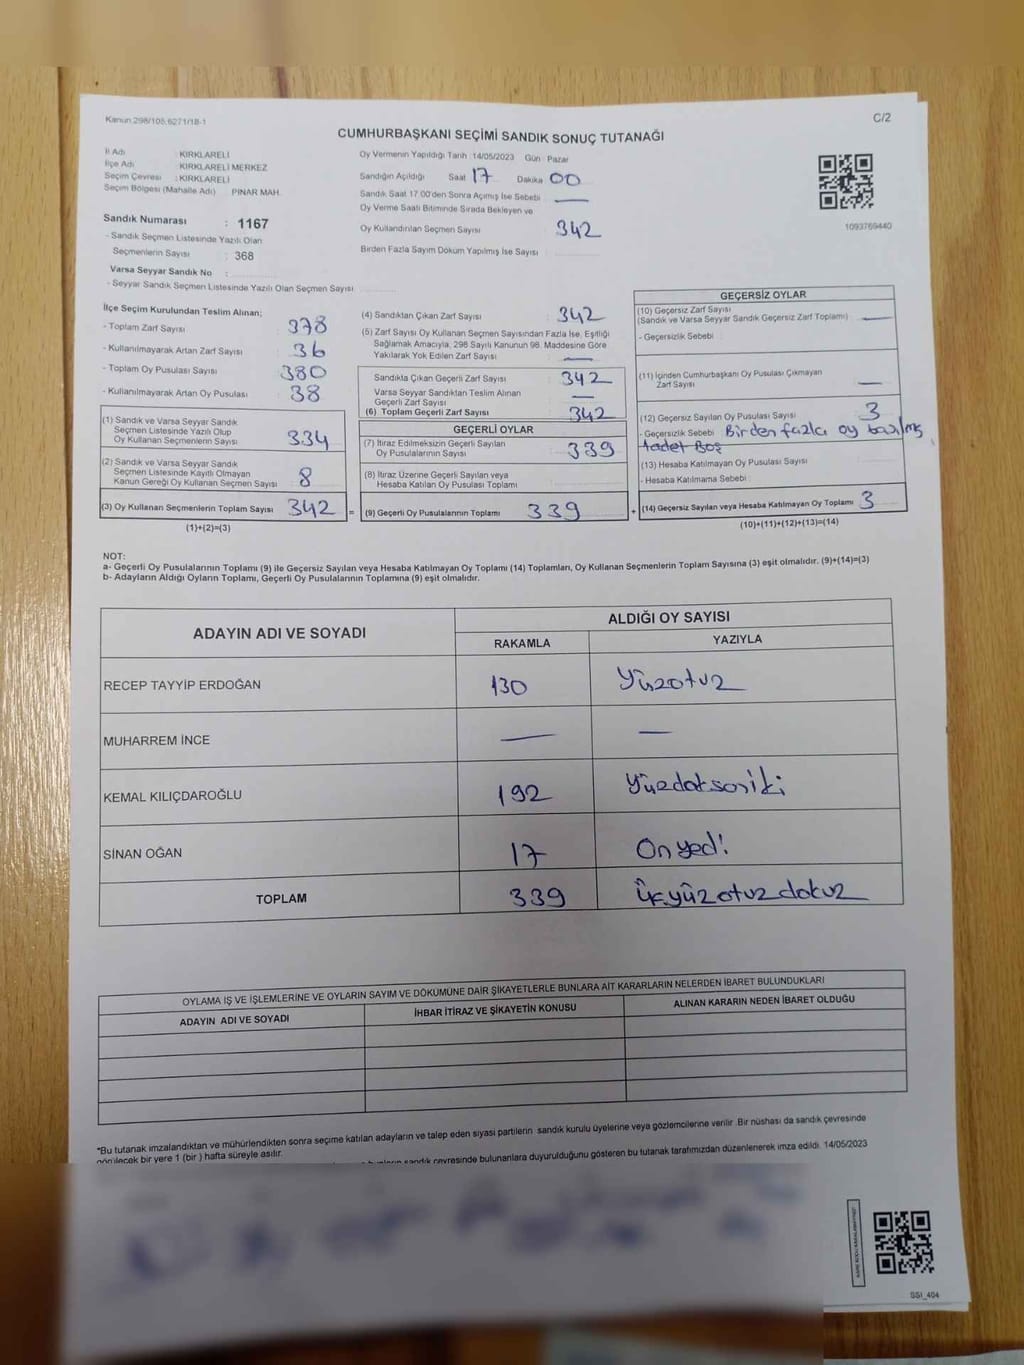 Kanun.298/105,6271/18-1
C/2
CUMHURBAŞKANI SEÇİMİ SANDIK SONUÇ TUTANAĞI
İl Adı : KIRKLARELİ
İlçe Adı : KIRKLARELİ MERKEZ
Seçim Çevresi : KIRKLARELİ
Seçim Bölgesi (Mahalle Adı) PINAR MAH.
Sandık Numarası : 1167
- Sandık Seçmen Listesinde Yazılı Olan
Seçmenlerin Sayısı : 368
Varsa Seyyar Sandık No :
- Seyyar Sandık Seçmen Listesinde Yazılı Olan Seçmen Sayısı
Oy Vermenin Yapıldığı Tarih 14/05/2023 Gün Pazar
Sandığın Açıldığı Saat 17 Dakika 00
Sandık Saat 17.00'den Sonra Açımış İse Sebebi —
Oy Verme Saati Bitiminde Sırada Bekleyen ve
Oy Kullandırılan Seçmen Sayısı 342
Birden Fazla Sayım Döküm Yapılmış İse Sayısı
1093769440
İlçe Seçim Kurulundan Teslim Alınan;
- Toplam Zarf Sayısı 378
- Kullanılmayarak Artan Zarf Sayısı 36
- Toplam Oy Pusulası Sayısı 380
- Kullanılmayarak Artan Oy Pusulası 38
(1) Sandık ve Varsa Seyyar Sandık
Seçmen Listesinde Yazılı Olup
Oy Kullanan Seçmenlerin Sayısı 334
(2) Sandık ve Varsa Seyyar Sandık
Seçmen Listesinde Kayıtlı Olmayan
Kanun Gereği Oy Kullanan Seçmen Sayısı 8
(3) Oy Kullanan Seçmenlerin Toplam Sayısı 342
(1)+(2)=(3)
(4) Sandıktan Çıkan Zarf Sayısı 342
(5) Zarf Sayısı Oy Kullanan Seçmen Sayısından Fazla İse, Eşitliği
Sağlamak Amacıyla, 298 Sayılı Kanunun 98. Maddesine Göre
Yakılarak Yok Edilen Zarf Sayısı —
Sandıkta Çıkan Geçerli Zarf Sayısı 342
Varsa Seyyar Sandıktan Teslim Alınan
Geçerli Zarf Sayısı —
(6) Toplam Geçerli Zarf Sayısı 342
GEÇERLİ OYLAR
(7) İtiraz Edilmeksizin Geçerli Sayılan
Oy Pusulalarının Sayısı 339
(8) İtiraz Üzerine Geçerli Sayılan veya
Hesaba Katılan Oy Pusulası Toplamı
= (9) Geçerli Oy Pusulalarının Toplamı 339
GEÇERSİZ OYLAR
(10) Geçersiz Zarf Sayısı
(Sandık ve Varsa Seyyar Sandık Geçersiz Zarf Toplamı) —
- Geçersizlik Sebebi
(11) İçinden Cumhurbaşkanı Oy Pusulası Çıkmayan
Zarf Sayısı —
(12) Geçersiz Sayılan Oy Pusulası Sayısı 3
- Geçersizlik Sebebi Birden fazla oy basılmış
1 adet Boş
(13) Hesaba Katılmayan Oy Pusulası Sayısı
- Hesaba Katılmama Sebebi :
+ (14) Geçersiz Sayılan veya Hesaba Katılmayan Oy Toplamı 3
(10)+(11)+(12)+(13)=(14)
NOT:
a- Geçerli Oy Pusulalarının Toplamı (9) ile Geçersiz Sayılan veya Hesaba Katılmayan Oy Toplamı (14) Toplamları, Oy Kullanan Seçmenlerin Toplam Sayısına (3) eşit olmalıdır. (9)+(14)=(3)
b- Adayların Aldığı Oyların Toplamı, Geçerli Oy Pusulalarının Toplamına (9) eşit olmalıdır.
ADAYIN ADI VE SOYADI
ALDIĞI OY SAYISI
RAKAMLA YAZIYLA
RECEP TAYYİP ERDOĞAN 130 Yüzotuz
MUHARREM İNCE — —
KEMAL KILIÇDAROĞLU 192 Yüzdoksaniki
SİNAN OĞAN 17 Onyedi
TOPLAM 339 Üçyüzotuzdokuz
OYLAMA İŞ VE İŞLEMLERİNE VE OYLARIN SAYIM VE DÖKÜMÜNE DAİR ŞİKAYETLERLE BUNLARA AİT KARARLARIN NELERDEN İBARET BULUNDUKLARI
ADAYIN ADI VE SOYADI İHBAR İTİRAZ VE ŞİKAYETİN KONUSU ALINAN KARARIN NEDEN İBARET OLDUĞU
*Bu tutanak imzalandıktan ve mühürlendikten sonra seçime katılan adayların ve talep eden siyasi partilerin sandık kurulu üyelerine veya gözlemcilerine verilir .Bir nüshası da sandık çevresinde
görülecek bir yere 1 (bir ) hafta süreyle asılır.
sandık çevresinde bulunanlara duyurulduğunu gösteren bu tutanak tarafımızdan düzenlenerek imza edildi. 14/05/2023
SSI_404